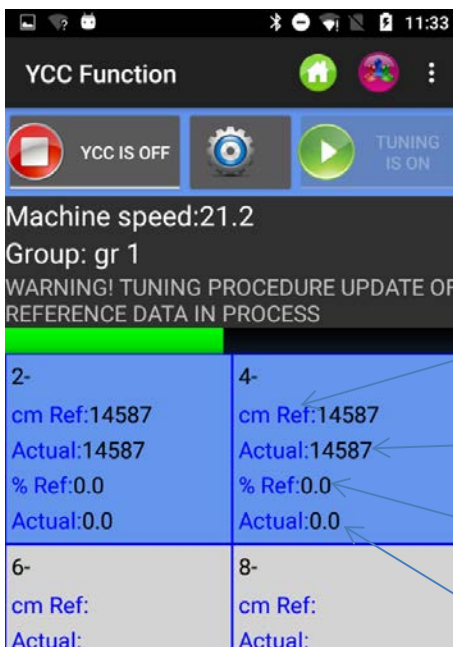 11:33
YCC Function
YCC IS OFF
TUNING
IS ON
Machine speed:21.2
Group: gr 1
WARNING! TUNING PROCEDURE UPDATE OF
REFERENCE DATA IN PROCESS
2-
cm Ref:14587
Actual:14587
% Ref:0.0
Actual:0.0
4-
cm Ref:14587
Actual:14587
% Ref:0.0
Actual:0.0
6-
cm Ref:
Actual:
8-
cm Ref:
Actual: